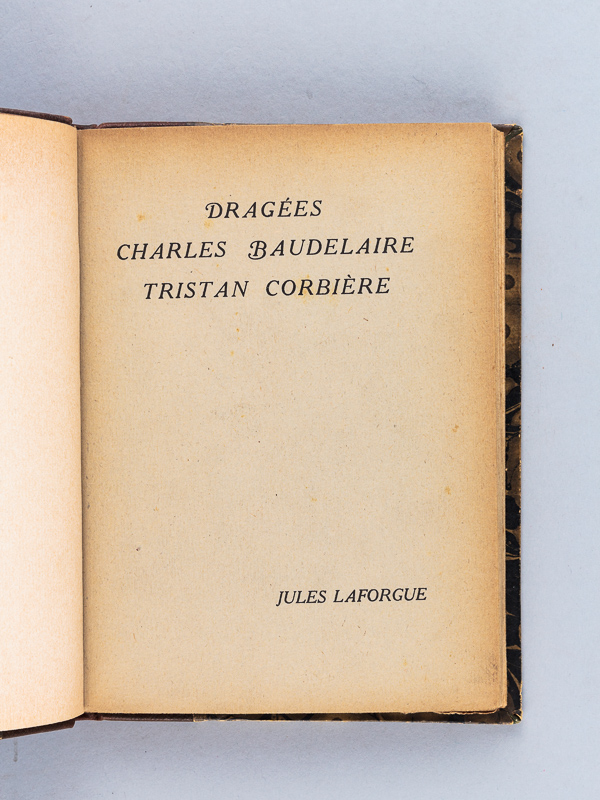 DRAGÉES
CHARLES BAUDELAIRE
TRISTAN CORBIÈRE
JULES LAFORGUE